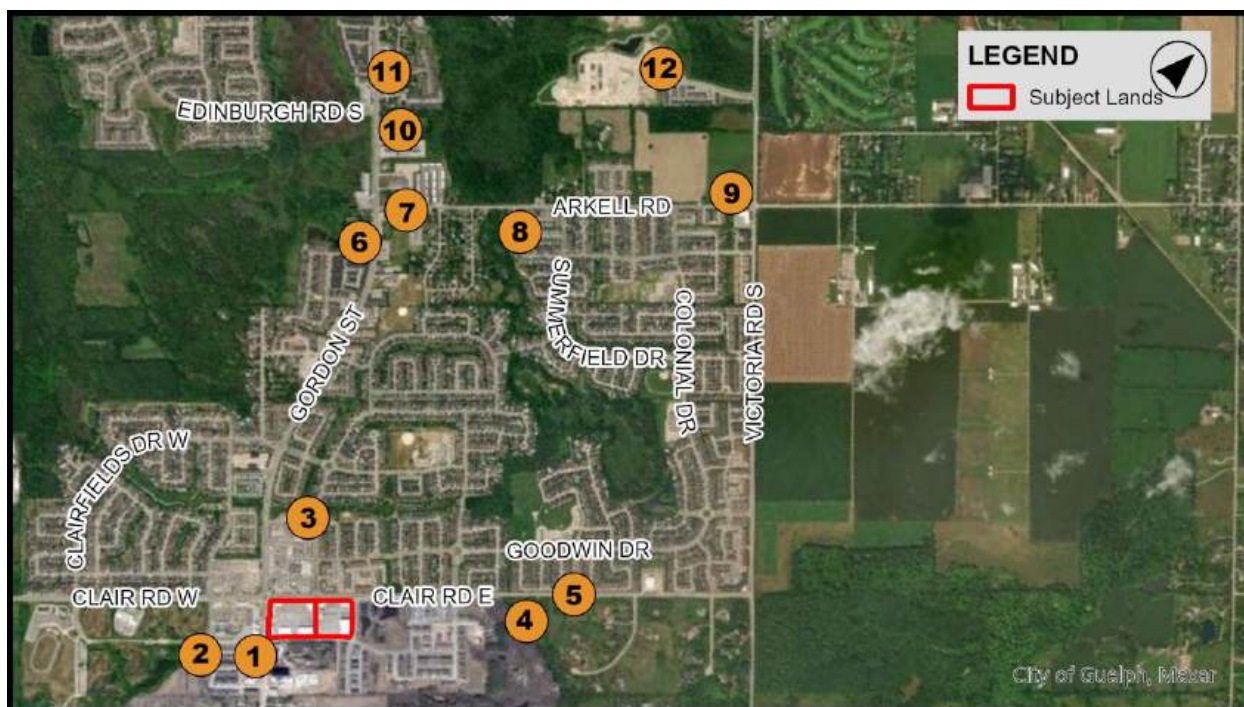 LEGEND
Subject Lands
11
12
EDINBURGH RD S
10
9
7
ARKELL RD
8
6
SUMMERFIELD DR
GORDON ST
COLONIAL DR
VICTORIA RD S
CLAIRFIELDS DR W
3
GOODWIN DR
CLAIR RD W
CLAIR RD E
5
4
2
1
City of Guelph, Maxar